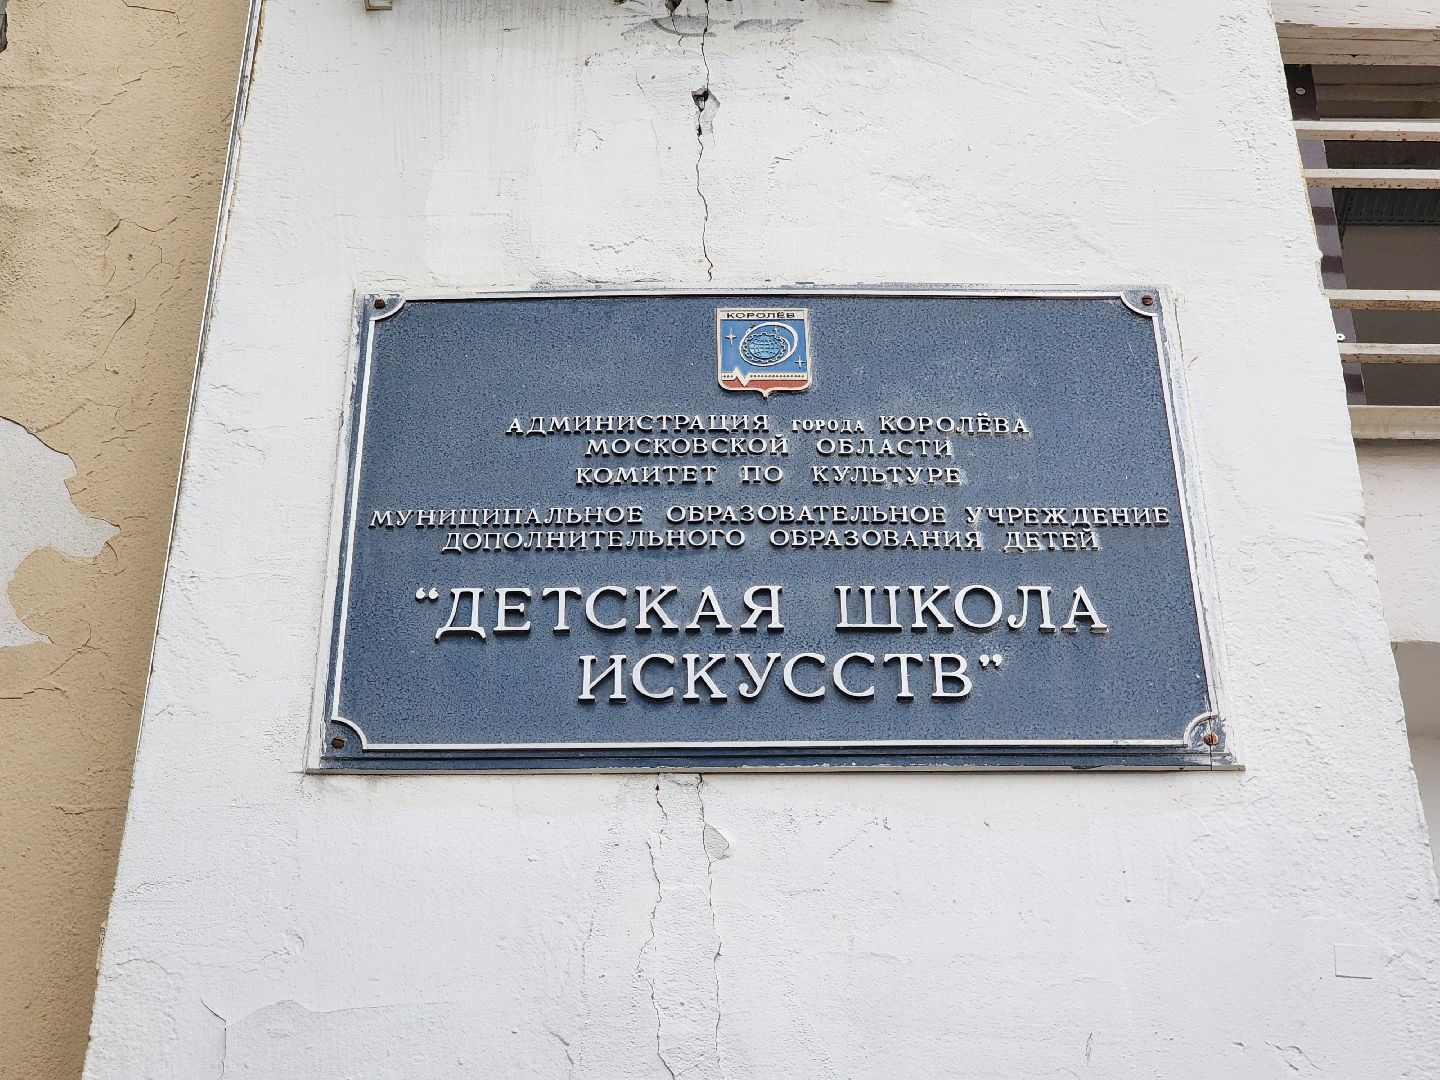 КОРОЛЁВ
АДМИНИСТРАЦИЯ ГОРОДА КОРОЛЁВА
МОСКОВСКОЙ ОБЛАСТИ
КОМИТЕТ ПО КУЛЬТУРЕ
МУНИЦИПАЛЬНОЕ ОБРАЗОВАТЕЛЬНОЕ УЧРЕЖДЕНИЕ
ДОПОЛНИТЕЛЬНОГО ОБРАЗОВАНИЯ ДЕТЕЙ
“ДЕТСКАЯ ШКОЛА
ИСКУССТВ”